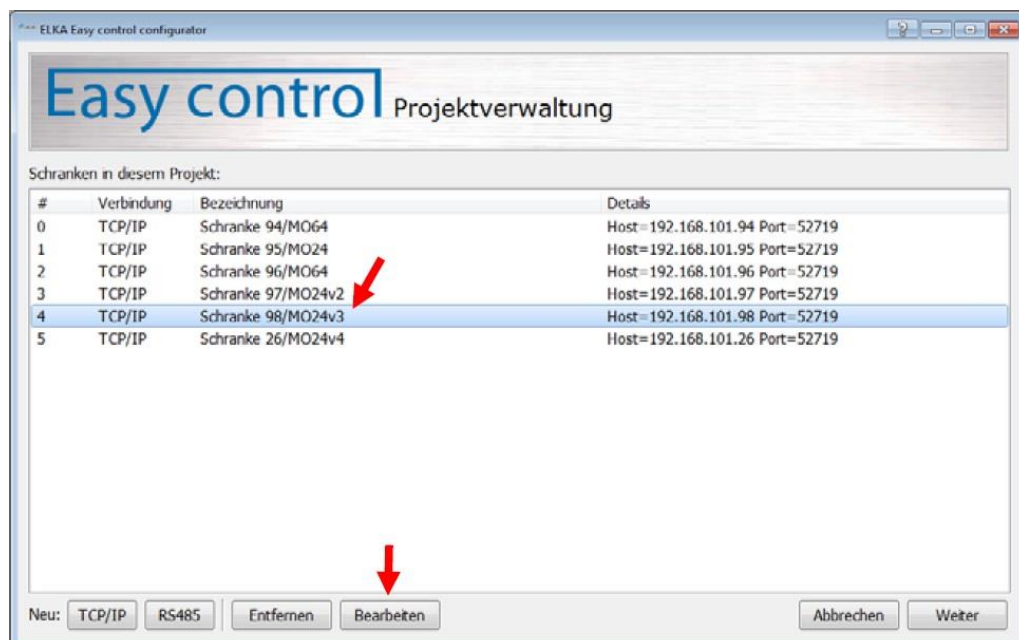 ELKA Easy control configurator
Easy control Projektverwaltung
Schranken in diesem Projekt:
# Verbindung Bezeichnung Details
0 TCP/IP Schranke 94/MO64 Host=192.168.101.94 Port=52719
1 TCP/IP Schranke 95/MO24 Host=192.168.101.95 Port=52719
2 TCP/IP Schranke 96/MO64 Host=192.168.101.96 Port=52719
3 TCP/IP Schranke 97/MO24v2 Host=192.168.101.97 Port=52719
4 TCP/IP Schranke 98/MO24v3 Host=192.168.101.98 Port=52719
5 TCP/IP Schranke 26/MO24v4 Host=192.168.101.26 Port=52719
Neu: TCP/IP RS485 Entfernen Bearbeiten Abbrechen Weiter